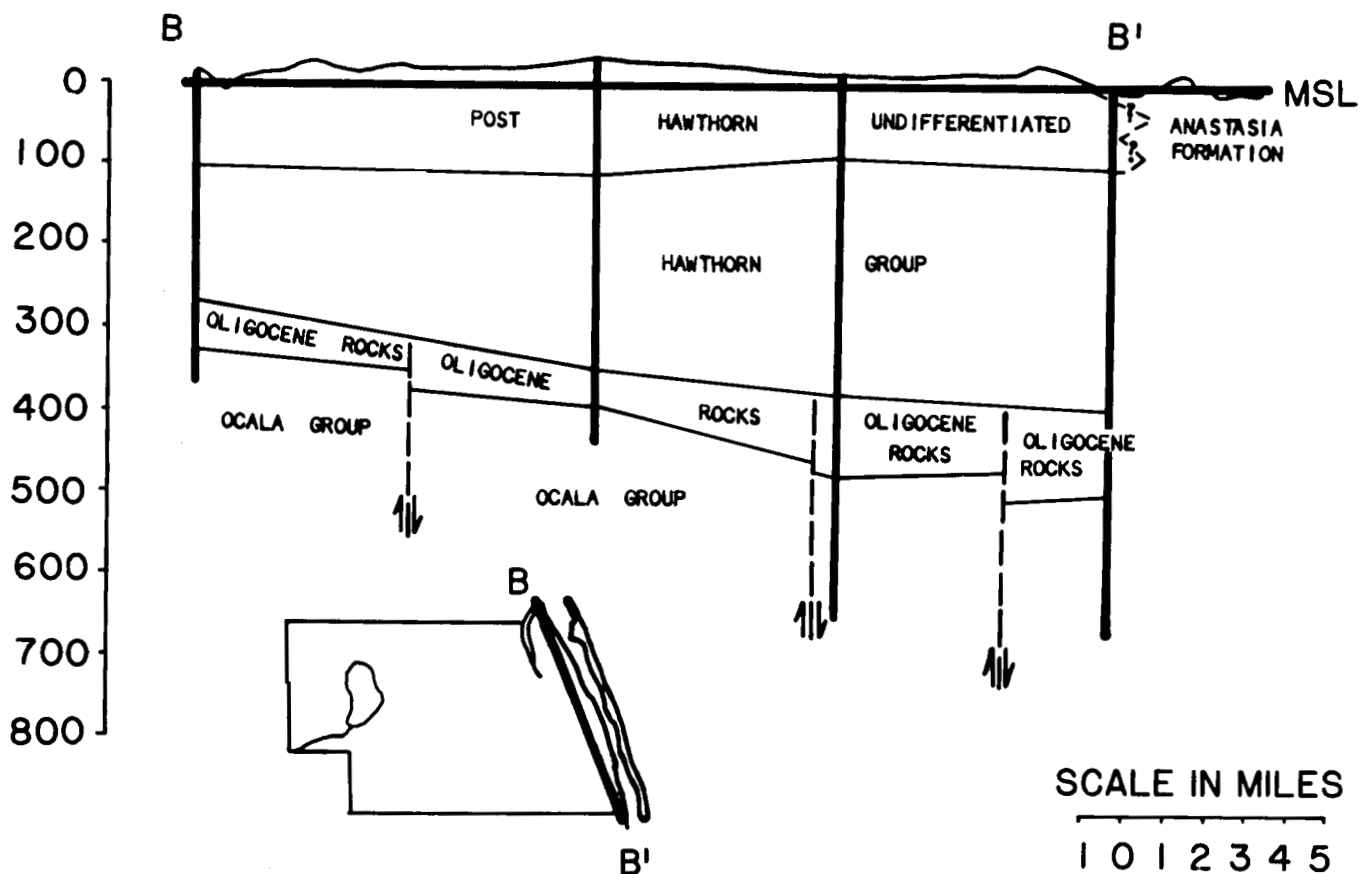 B
B'
0
MSL
POST HAWTHORN UNDIFFERENTIATED
?
ANASTASIA
FORMATION
?
100
200
HAWTHORN GROUP
300
OLIGOCENE ROCKS
OLIGOCENE
ROCKS
OLIGOCENE
ROCKS
OLIGOCENE
ROCKS
400
OCALA GROUP
500
OCALA GROUP
600
700
800
B
B'
SCALE IN MILES
1 0 1 2 3 4 5